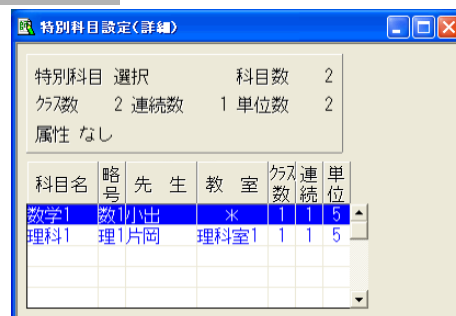 特別科目設定(詳細)
特別科目 選択 科目数 2
クラス数 2 連続数 1 単位数 2
属性 なし
科目名 略号 先 生 教 室 クラス数 連続 単位
数学1 数1 小出 * 1 1 5
理科1 理1 片岡 理科室1 1 1 5